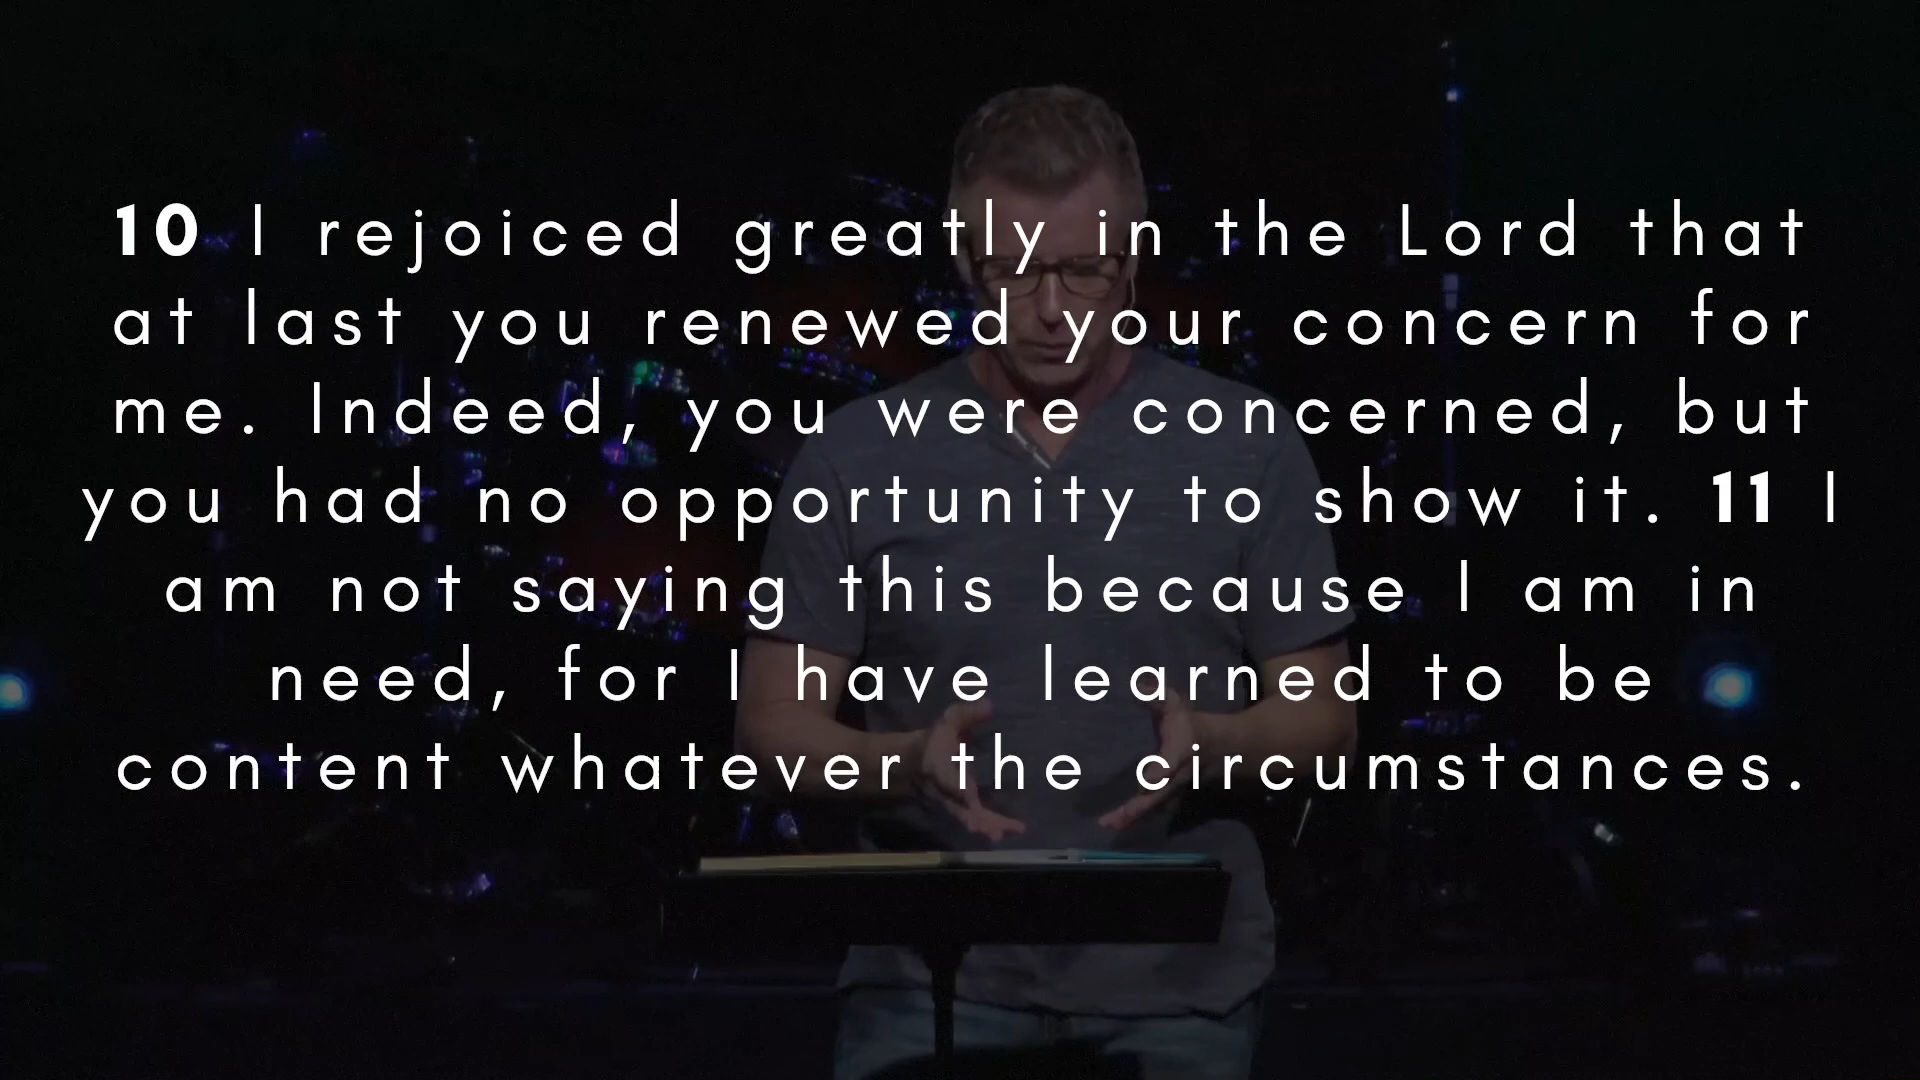 10 I rejoiced greatly in the Lord that
at last you renewed your concern for
me. Indeed, you were concerned, but
you had no opportunity to show it. 11 I
am not saying this because I am in
need, for I have learned to be
content whatever the circumstances.